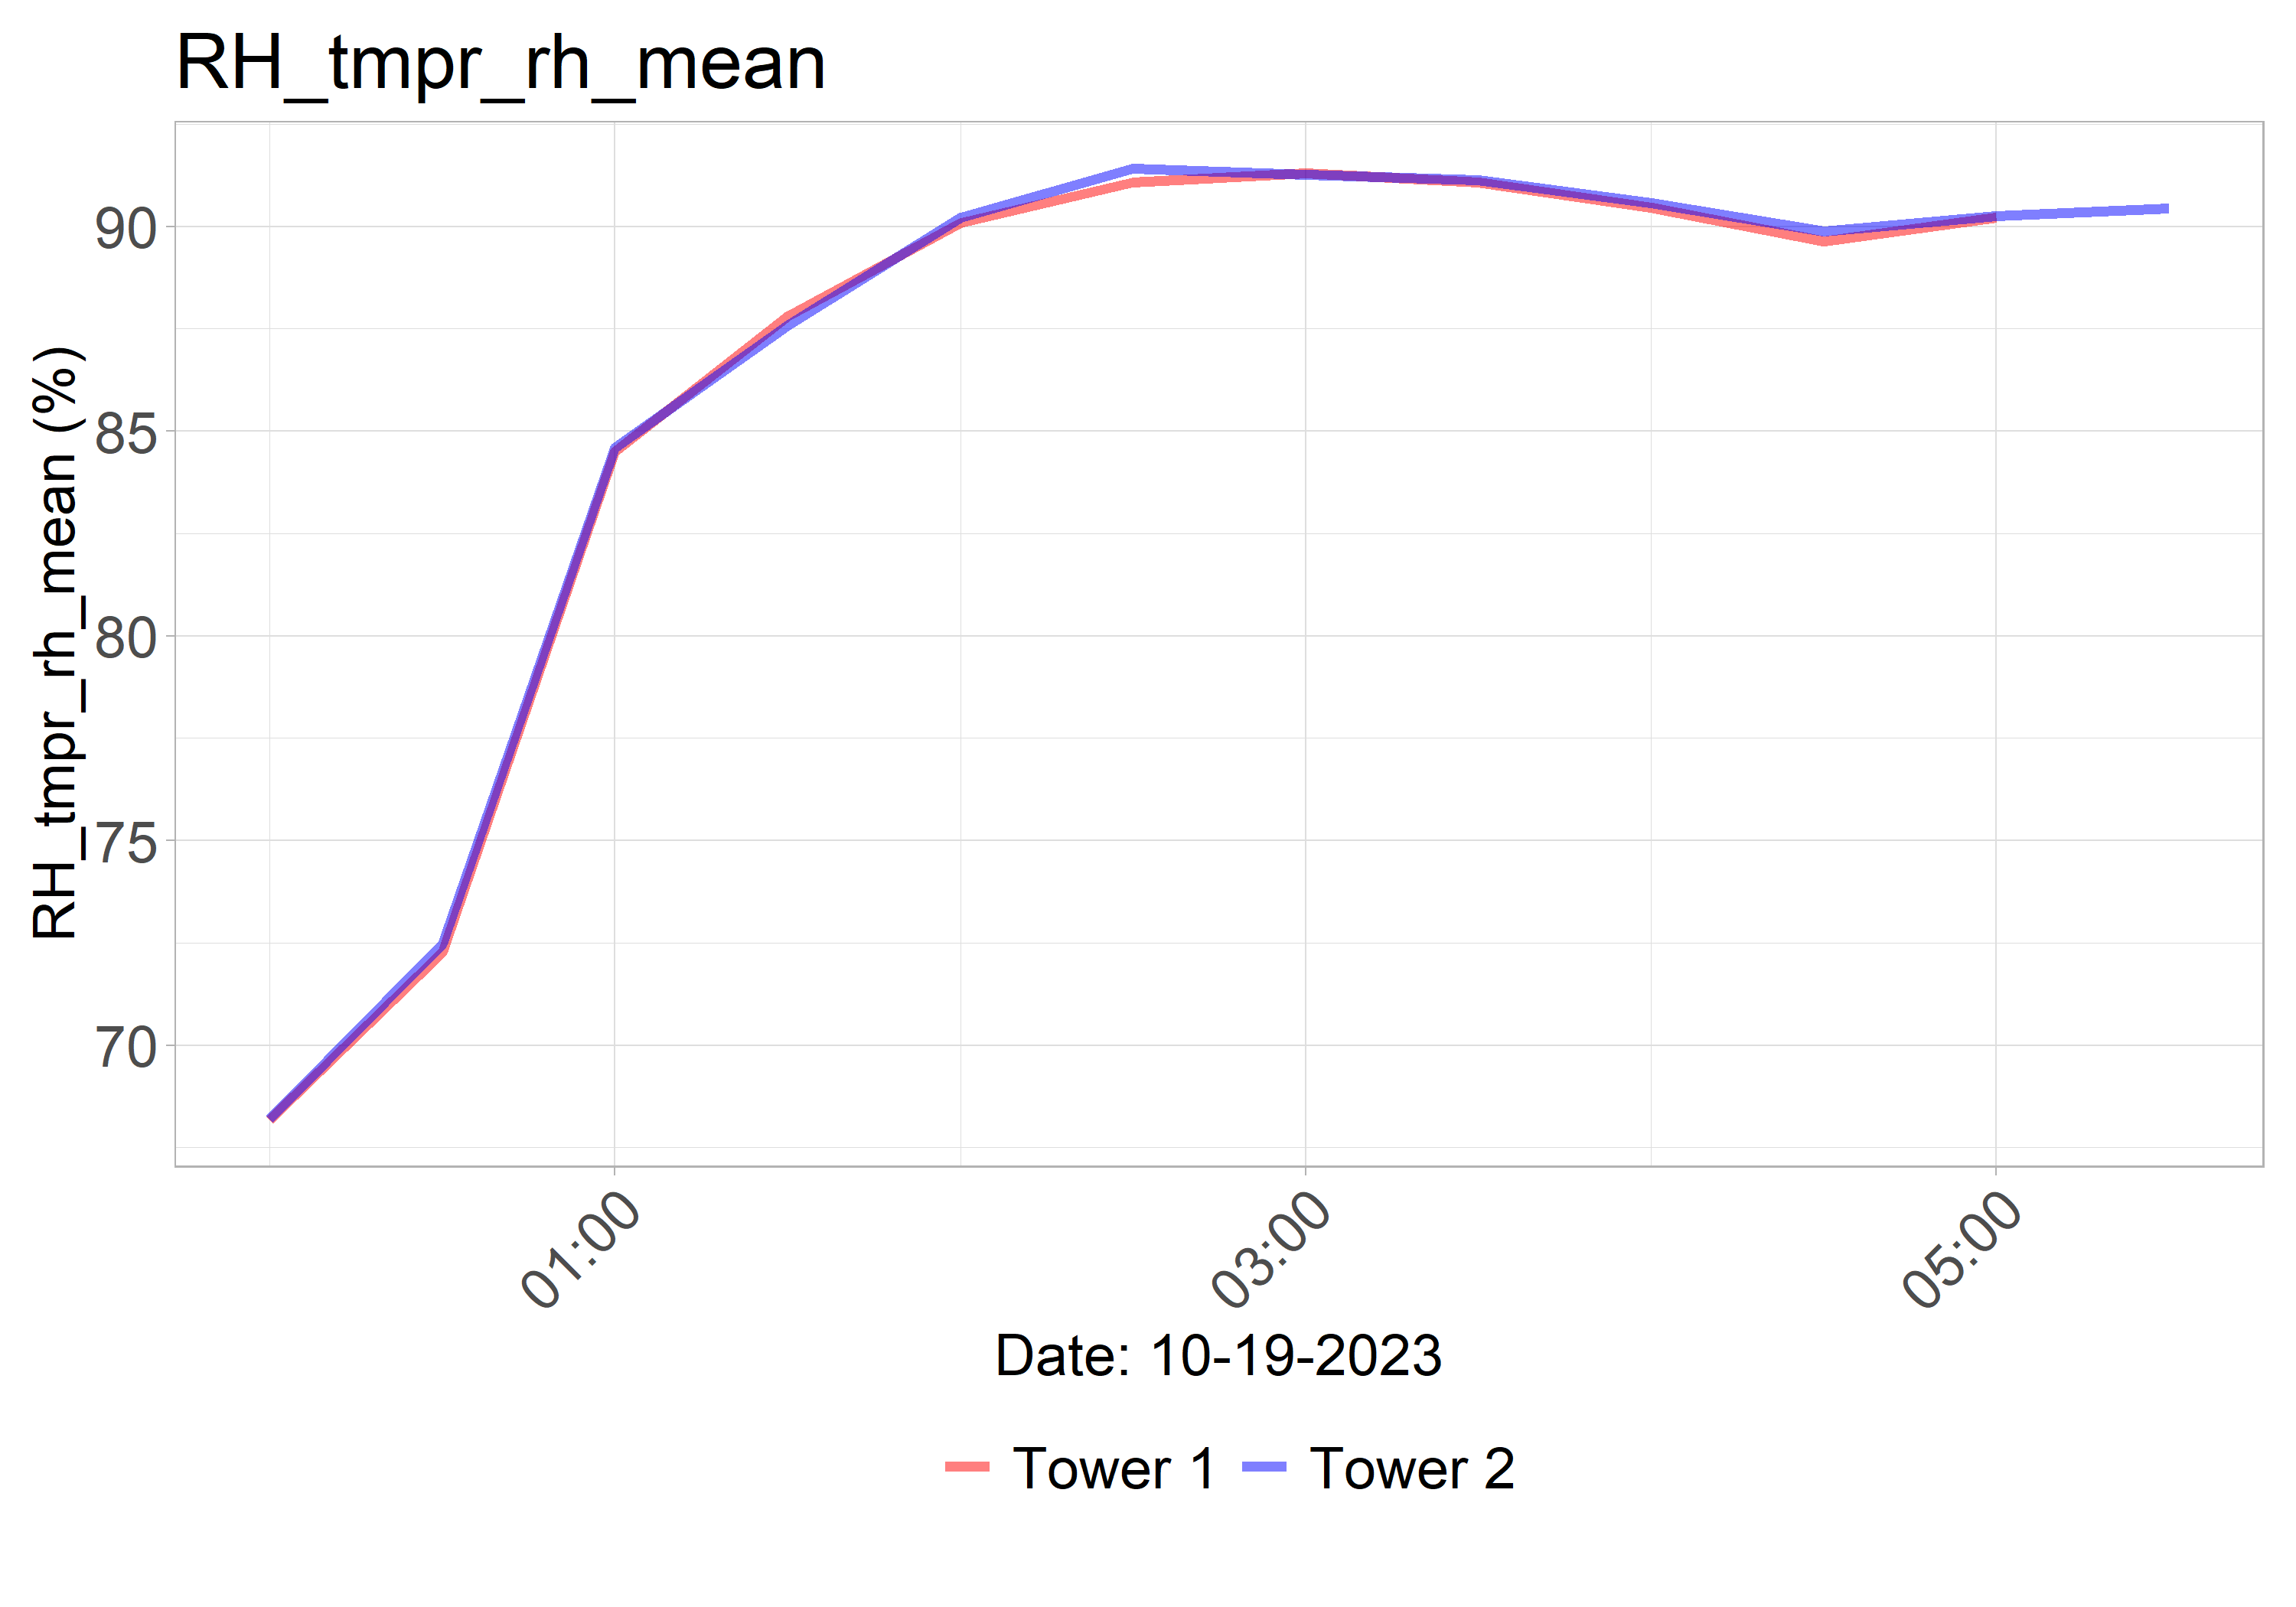 RH_tmpr_rh_mean
RH_tmpr_rh_mean (%)
90
85
80
75
70
01:00
03:00
05:00
Date: 10-19-2023
Tower 1
Tower 2